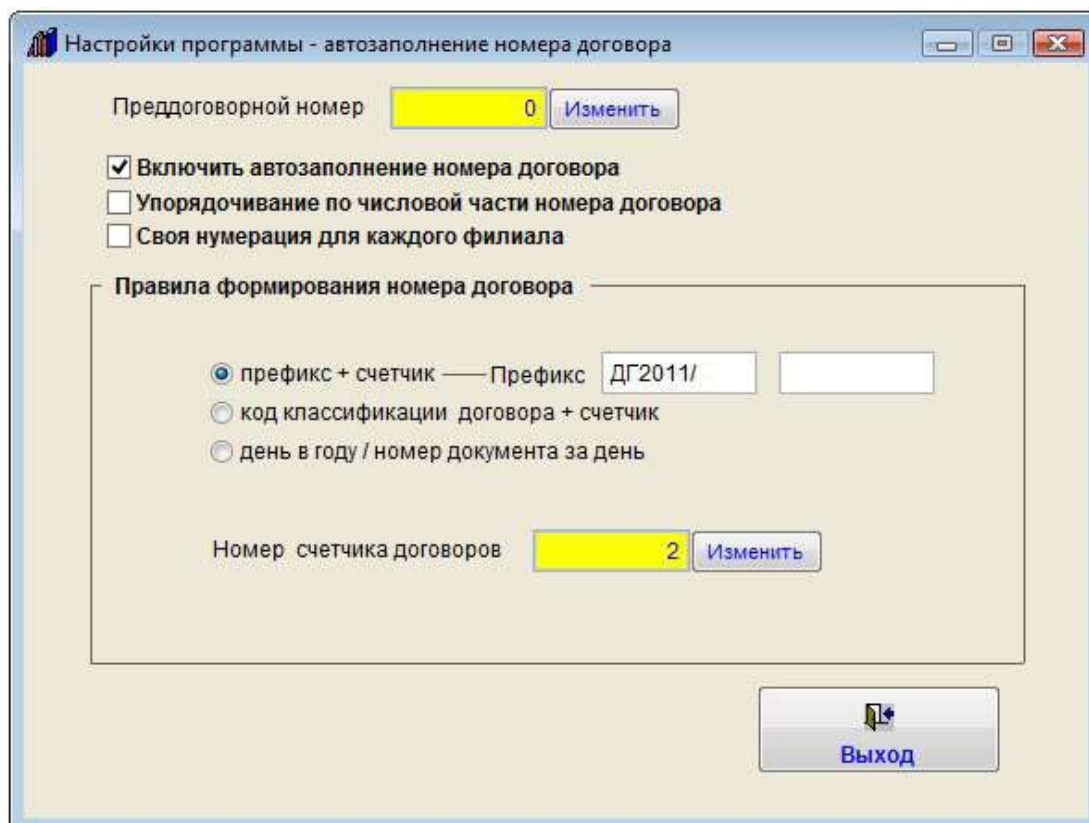 Настройки программы - автозаполнение номера договора
Преддоговорной номер 0 Изменить
Включить автозаполнение номера договора
Упорядочивание по числовой части номера договора
Своя нумерация для каждого филиала
Правила формирования номера договора
префикс + счетчик Префикс ДГ2011/
код классификации договора + счетчик
день в году / номер документа за день
Номер счетчика договоров 2 Изменить
Выход